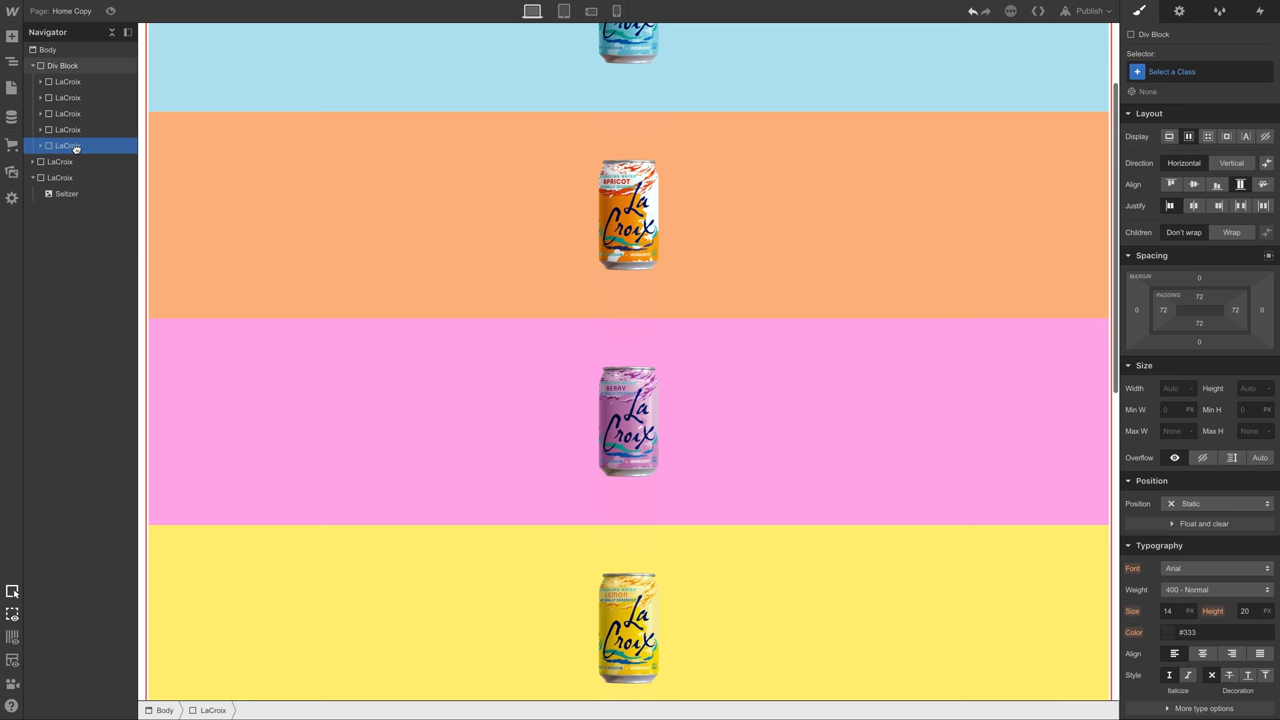 Page: Home Copy
Publish
Navigator
Body
Div Block
LaCroix
LaCroix
LaCroix
LaCroix
LaCroix
LaCroix
LaCroix
Seltzer
APRICOT
La
Croix
BERRY
La
Croix
LEMON
La
Croix
Body
LaCroix
Div Block
Selector:
+ Select a Class
None
Layout
Display
Direction Horizontal Vertical
Align
Justify
Children Don't wrap Wrap
Spacing
MARGIN 0
PADDING 72
0 72 72 0
72
0
Size
Width Auto - Height Auto -
Min W 0 PX Min H 0 PX
Max W None - Max H None -
Overflow Auto
Position
Position Static
Float and clear
Typography
Font Arial
Weight 400 - Normal
Size 14 PX Height 20 PX
Color #333
Align
Style
Italicize Decoration
More type options